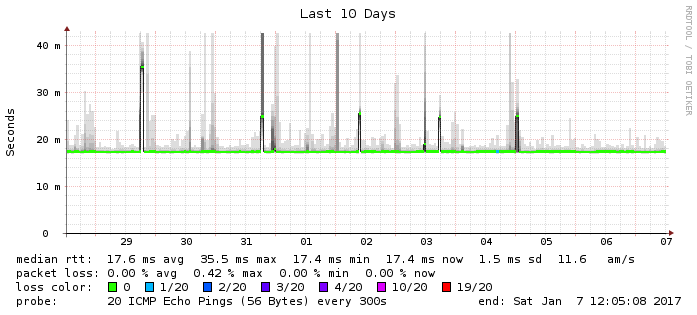 Last 10 Days
RRDTOOL / TOBI OETIKER
Seconds
40 m
30 m
20 m
10 m
0
29 30 31 01 02 03 04 05 06 07
median rtt: 17.6 ms avg 35.5 ms max 17.4 ms min 17.4 ms now 1.5 ms sd 11.6 am/s
packet loss: 0.00 % avg 0.42 % max 0.00 % min 0.00 % now
loss color: 0 1/20 2/20 3/20 4/20 10/20 19/20
probe: 20 ICMP Echo Pings (56 Bytes) every 300s end: Sat Jan 7 12:05:08 2017